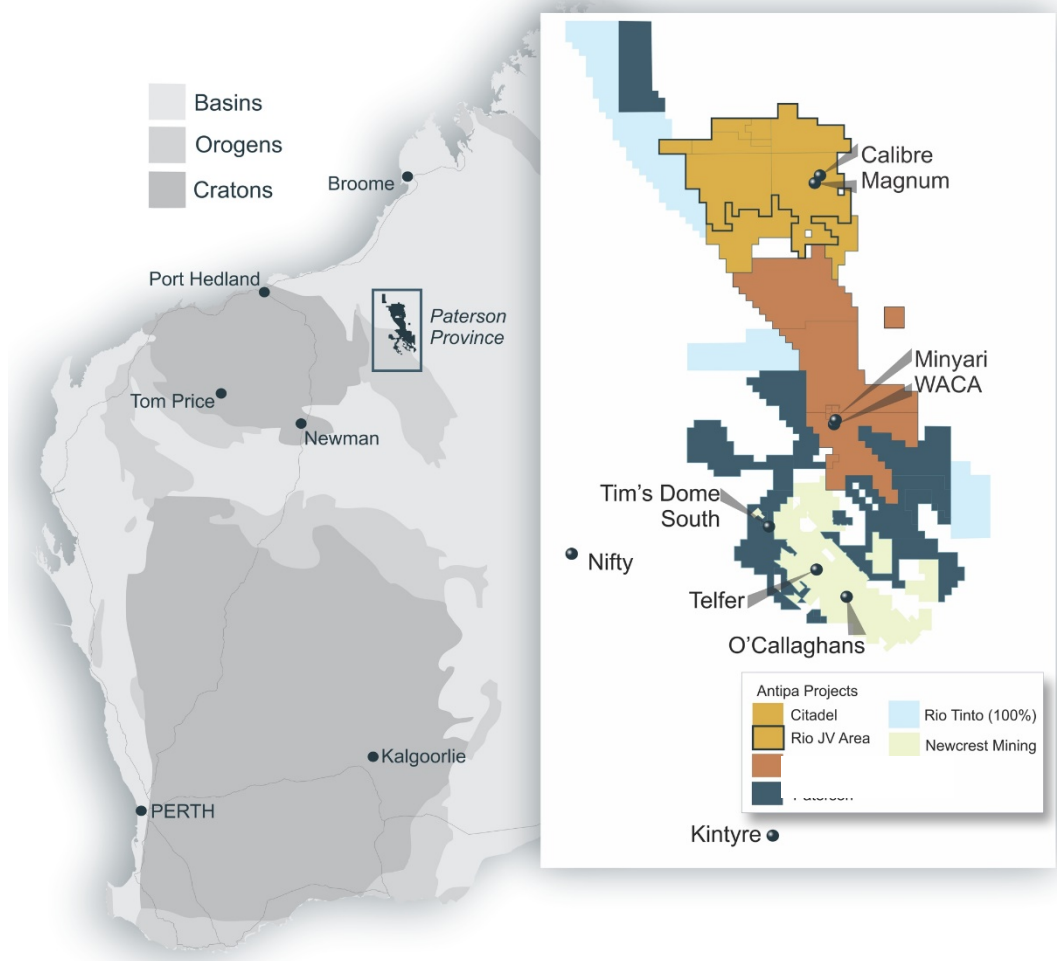 Basins
Orogens
Cratons
Broome
Port Hedland
Paterson
Province
Tom Price
Newman
Kalgoorlie
PERTH
Calibre
Magnum
Minyari
WACA
Tim's Dome
South
Nifty
Telfer
O'Callaghans
Antipa Projects
Citadel
Rio JV Area
Rio Tinto (100%)
Newcrest Mining
Kintyre